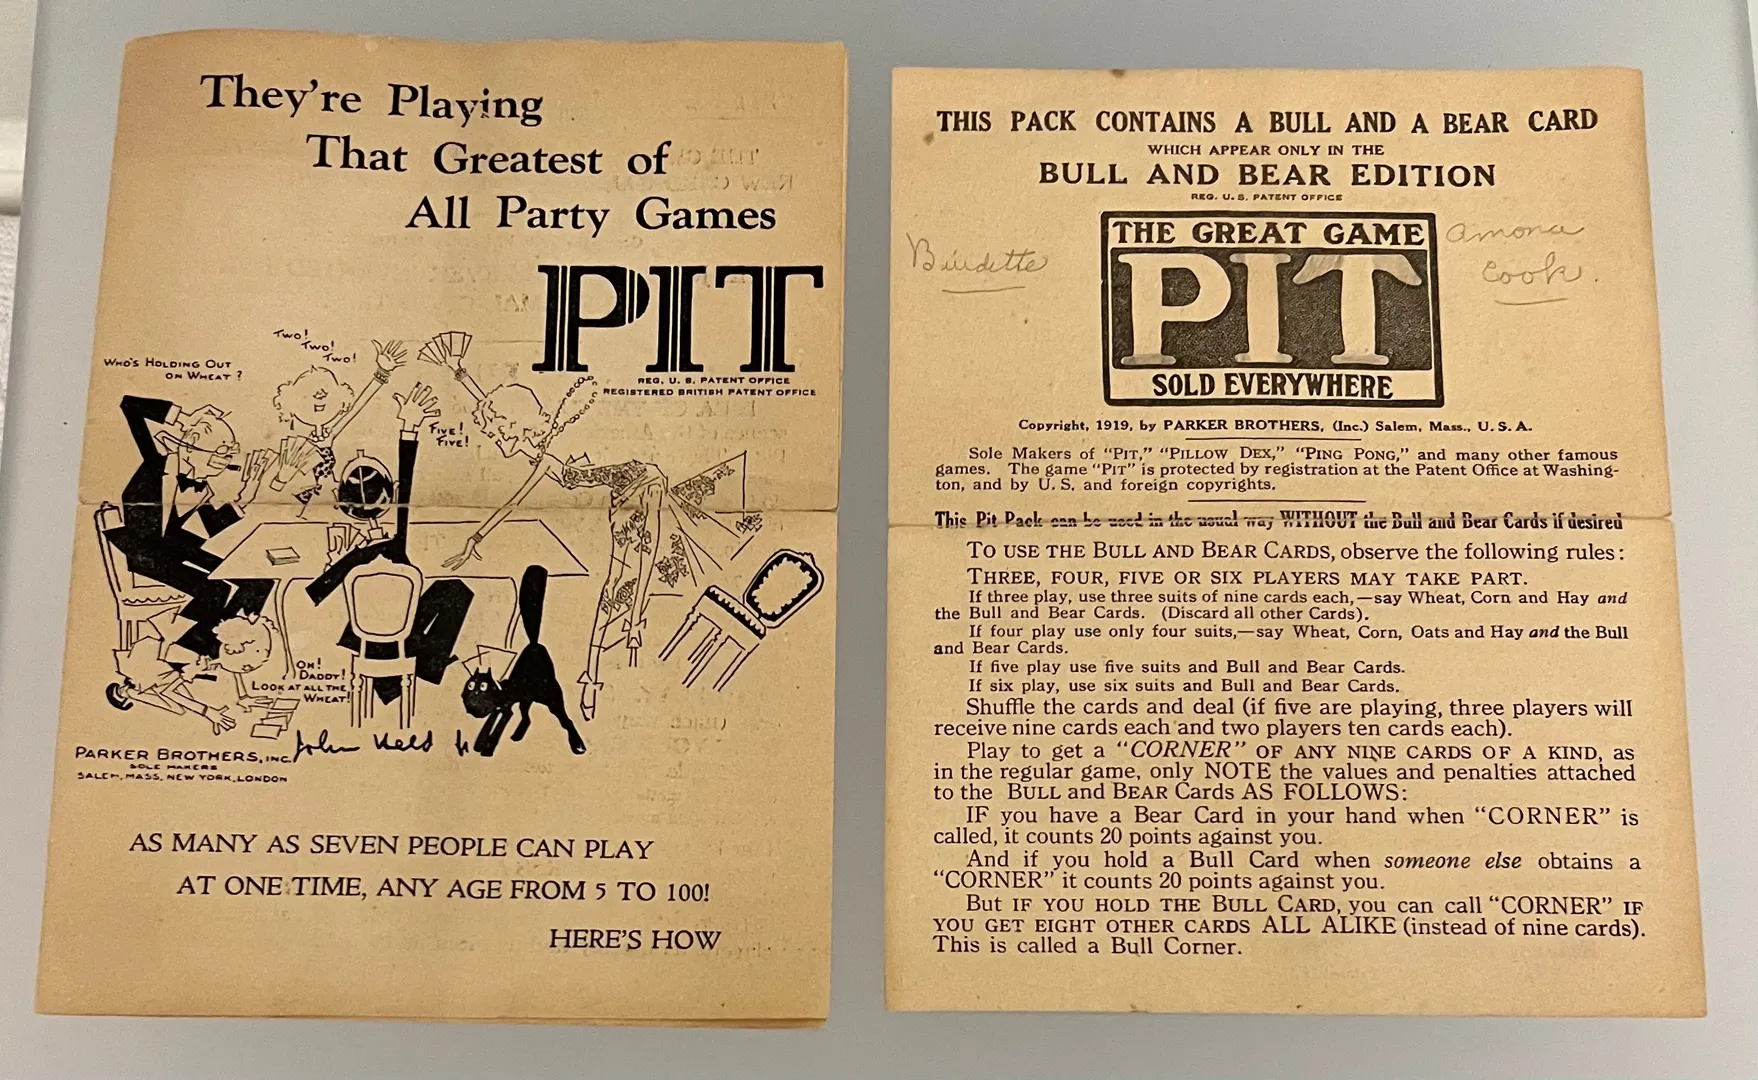 They're Playing
That Greatest of
All Party Games
PIT
REG. U. S. PATENT OFFICE
REGISTERED BRITISH PATENT OFFICE
TWO!
TWO!
TWO!
WHO'S HOLDING OUT
ON WHEAT?
FIVE!
FIVE!
OH!
DADDY!
LOOK AT ALL THE
WHEAT!
John Held Jr
PARKER BROTHERS, INC.
SOLE MAKERS
SALEM, MASS, NEW YORK, LONDON
AS MANY AS SEVEN PEOPLE CAN PLAY
AT ONE TIME, ANY AGE FROM 5 TO 100!
HERE'S HOW
THIS PACK CONTAINS A BULL AND A BEAR CARD
WHICH APPEAR ONLY IN THE
BULL AND BEAR EDITION
REG. U. S. PATENT OFFICE
THE GREAT GAME
PIT
SOLD EVERYWHERE
Burdette
amona
Cook.
Copyright, 1919, by PARKER BROTHERS, (Inc.) Salem, Mass., U. S. A.
Sole Makers of "PIT," "PILLOW DEX," "PING PONG," and many other famous
games. The game "PIT" is protected by registration at the Patent Office at Washing-
ton, and by U. S. and foreign copyrights.
This Pit Pack can be used in the usual way WITHOUT the Bull and Bear Cards if desired
TO USE THE BULL AND BEAR CARDS, observe the following rules:
THREE, FOUR, FIVE OR SIX PLAYERS MAY TAKE PART.
If three play, use three suits of nine cards each,—say Wheat, Corn and Hay and
the Bull and Bear Cards. (Discard all other Cards).
If four play use only four suits,—say Wheat, Corn, Oats and Hay and the Bull
and Bear Cards.
If five play use five suits and Bull and Bear Cards.
If six play, use six suits and Bull and Bear Cards.
Shuffle the cards and deal (if five are playing, three players will
receive nine cards each and two players ten cards each).
Play to get a "CORNER" OF ANY NINE CARDS OF A KIND, as
in the regular game, only NOTE the values and penalties attached
to the BULL and BEAR Cards AS FOLLOWS:
IF you have a Bear Card in your hand when "CORNER" is
called, it counts 20 points against you.
And if you hold a Bull Card when someone else obtains a
"CORNER" it counts 20 points against you.
But IF YOU HOLD THE BULL CARD, you can call "CORNER" IF
YOU GET EIGHT OTHER CARDS ALL ALIKE (instead of nine cards).
This is called a Bull Corner.